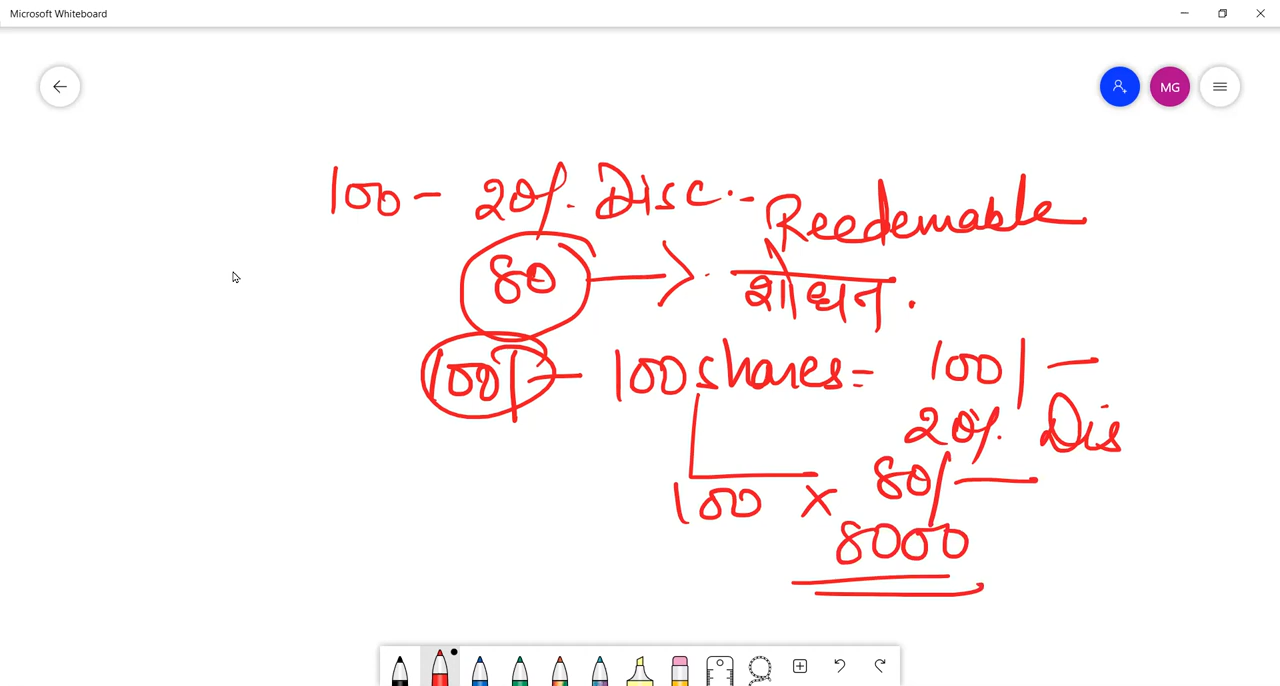 Microsoft Whiteboard
MG
100 - 20% Disc. - Reedemable
80 → शोधन.
100/- 100 shares = 100/-
20% Dis
100 x 80/-
8000